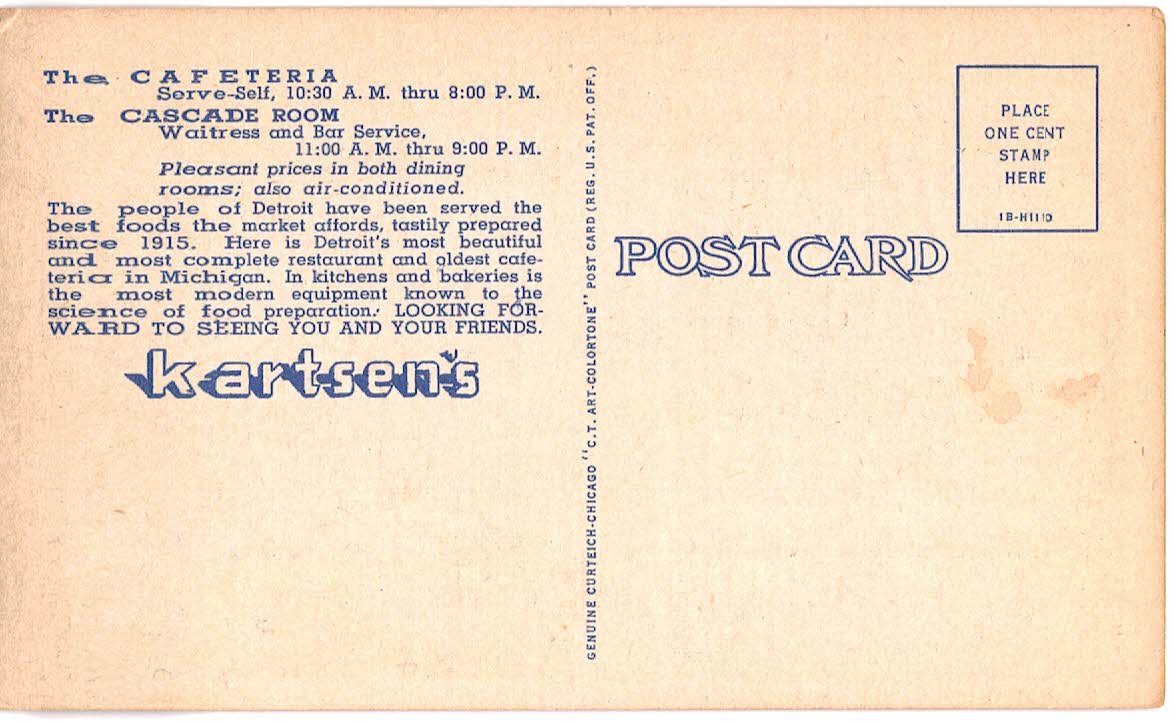 The CAFETERIA
Serve-Self, 10:30 A. M. thru 8:00 P. M.
The CASCADE ROOM
Waitress and Bar Service,
11:00 A. M. thru 9:00 P. M.
Pleasant prices in both dining
rooms; also air-conditioned.
The people of Detroit have been served the
best foods the market affords, tastily prepared
since 1915. Here is Detroit's most beautiful
and most complete restaurant and oldest cafe-
teria in Michigan. In kitchens and bakeries is
the most modern equipment known to the
science of food preparation. LOOKING FOR-
WARD TO SEEING YOU AND YOUR FRIENDS.
kartsen's
GENUINE CURTEICH-CHICAGO "C.T. ART-COLORTONE" POST CARD (REG. U.S. PAT. OFF.)
POST CARD
PLACE
ONE CENT
STAMP
HERE